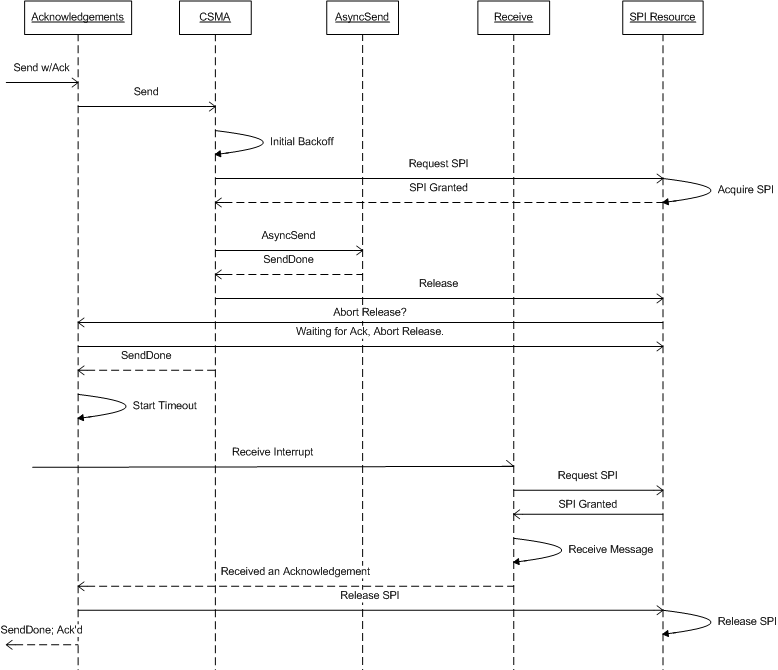 Acknowledgements
CSMA
AsyncSend
Receive
SPI Resource
Send w/Ack
Send
Initial Backoff
Request SPI
SPI Granted
Acquire SPI
AsyncSend
SendDone
Release
Abort Release?
Waiting for Ack, Abort Release.
SendDone
Start Timeout
Receive Interrupt
Request SPI
SPI Granted
Receive Message
Received an Acknowledgement
Release SPI
Release SPI
SendDone; Ack'd